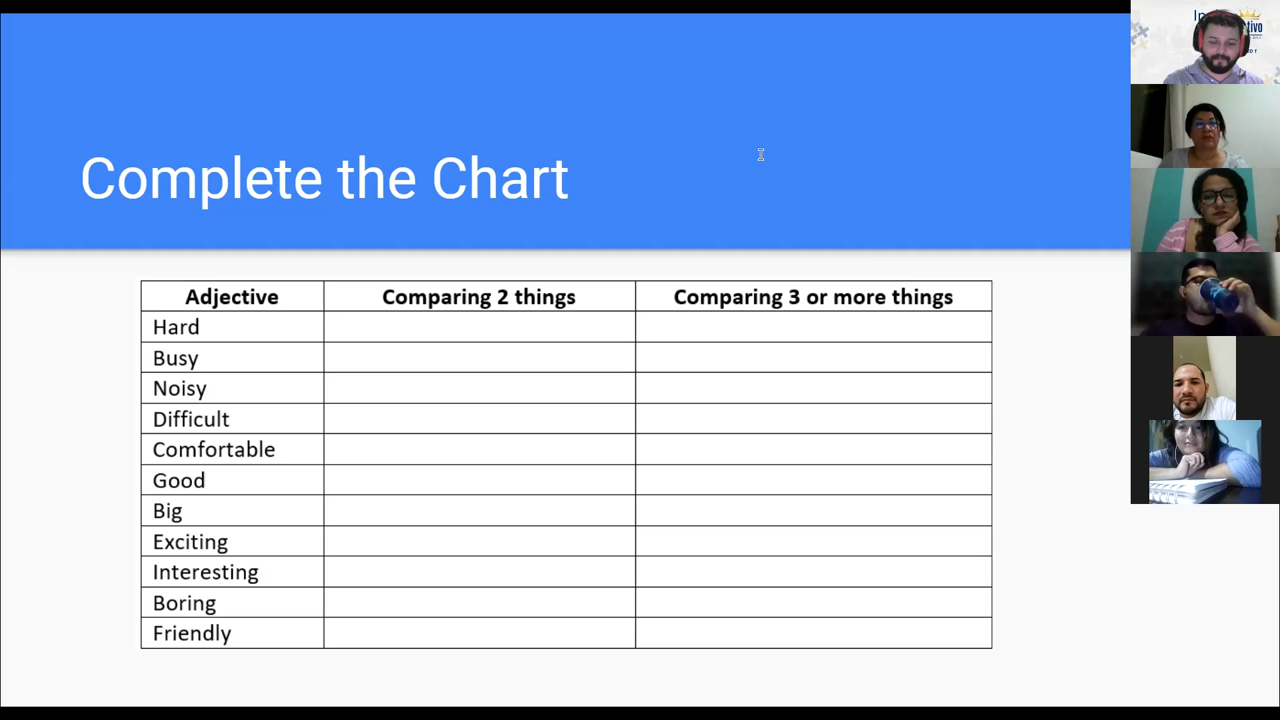 Complete the Chart
Adjective Comparing 2 things Comparing 3 or more things
Hard
Busy
Noisy
Difficult
Comfortable
Good
Big
Exciting
Interesting
Boring
Friendly